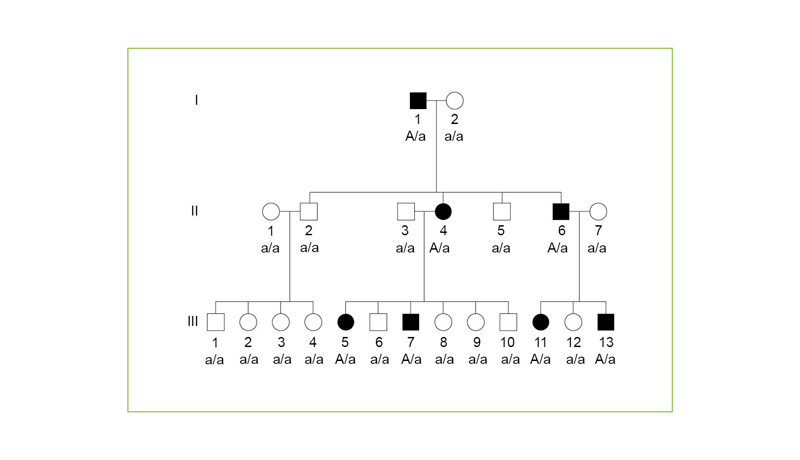 I
1 2
A/a a/a
II
1 2 3 4 5 6 7
a/a a/a a/a A/a a/a A/a a/a
III
1 2 3 4 5 6 7 8 9 10 11 12 13
a/a a/a a/a a/a A/a a/a A/a a/a a/a a/a A/a a/a A/a